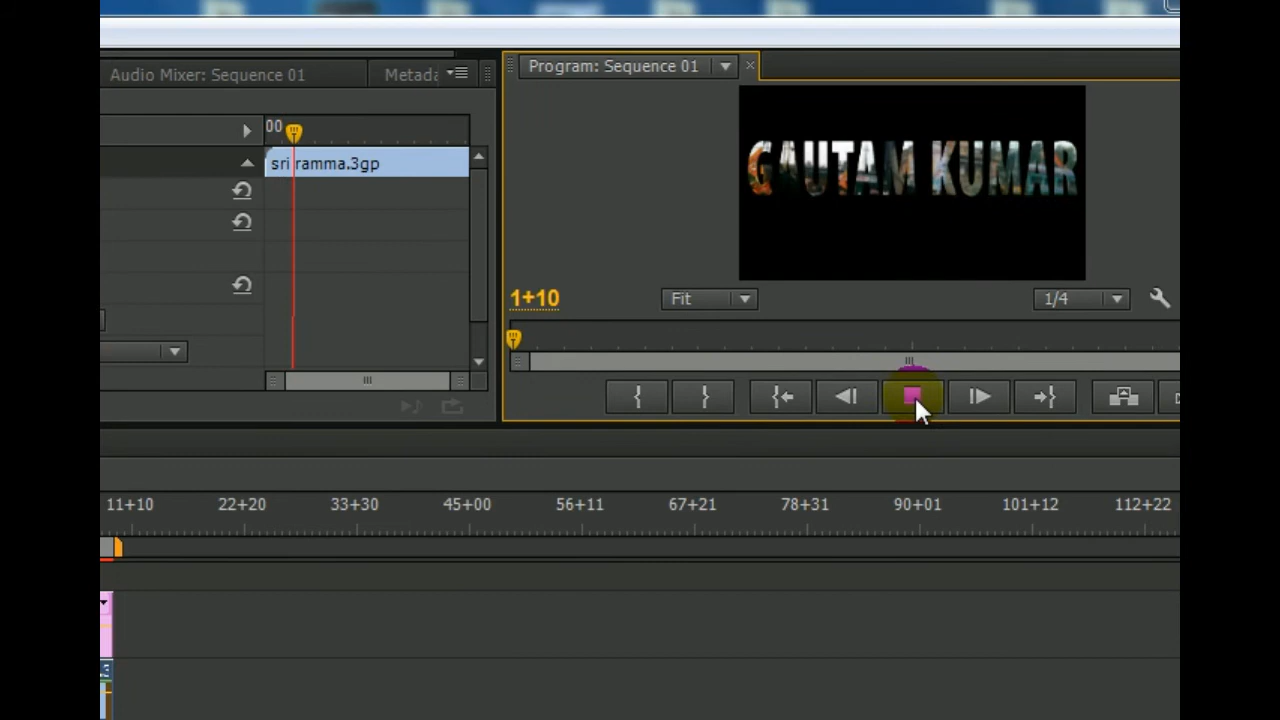 Audio Mixer: Sequence 01
Metada
Program: Sequence 01
00
sri ramma.3gp
GAUTAM KUMAR
1+10
Fit
1/4
11+10 22+20 33+30 45+00 56+11 67+21 78+31 90+01 101+12 112+22